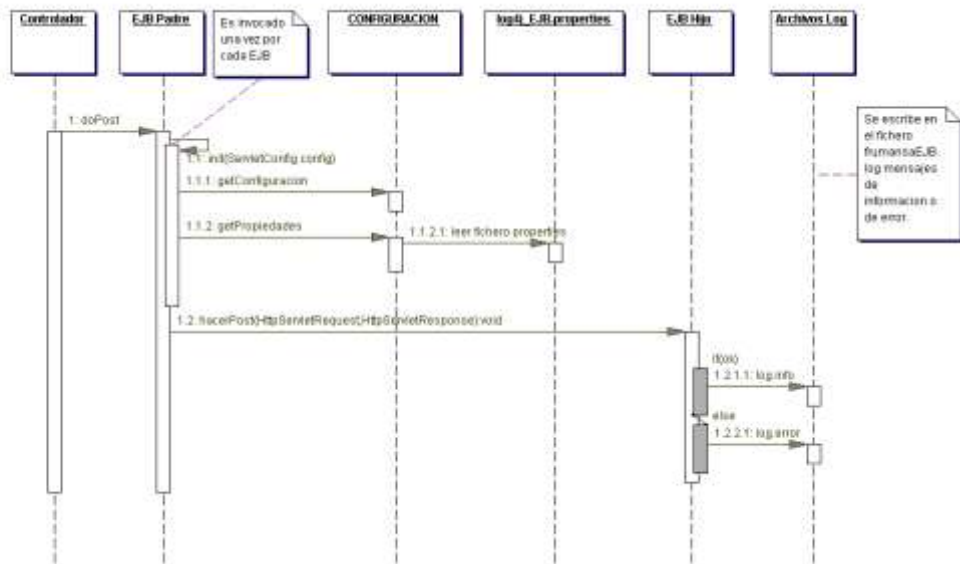 Controlador
EJB Padre
Es invocado
una vez por
cada EJB
CONFIGURACION
log4j_EJB.properties
EJB Hijo
Archivos Log
1: doPost
Se escribe en
el fichero
frumansaEJB.
log mensajes
de
informacion o
de error.
1.1: init(ServletConfig config)
1.1.1: getConfiguracion
1.1.2: getPropiedades
1.1.2.1: leer fichero properties
1.2: hacerPost(HttpServletRequest,HttpServletResponse):void
if(ok)
1.2.1.1: log.info
else
1.2.2.1: log.error